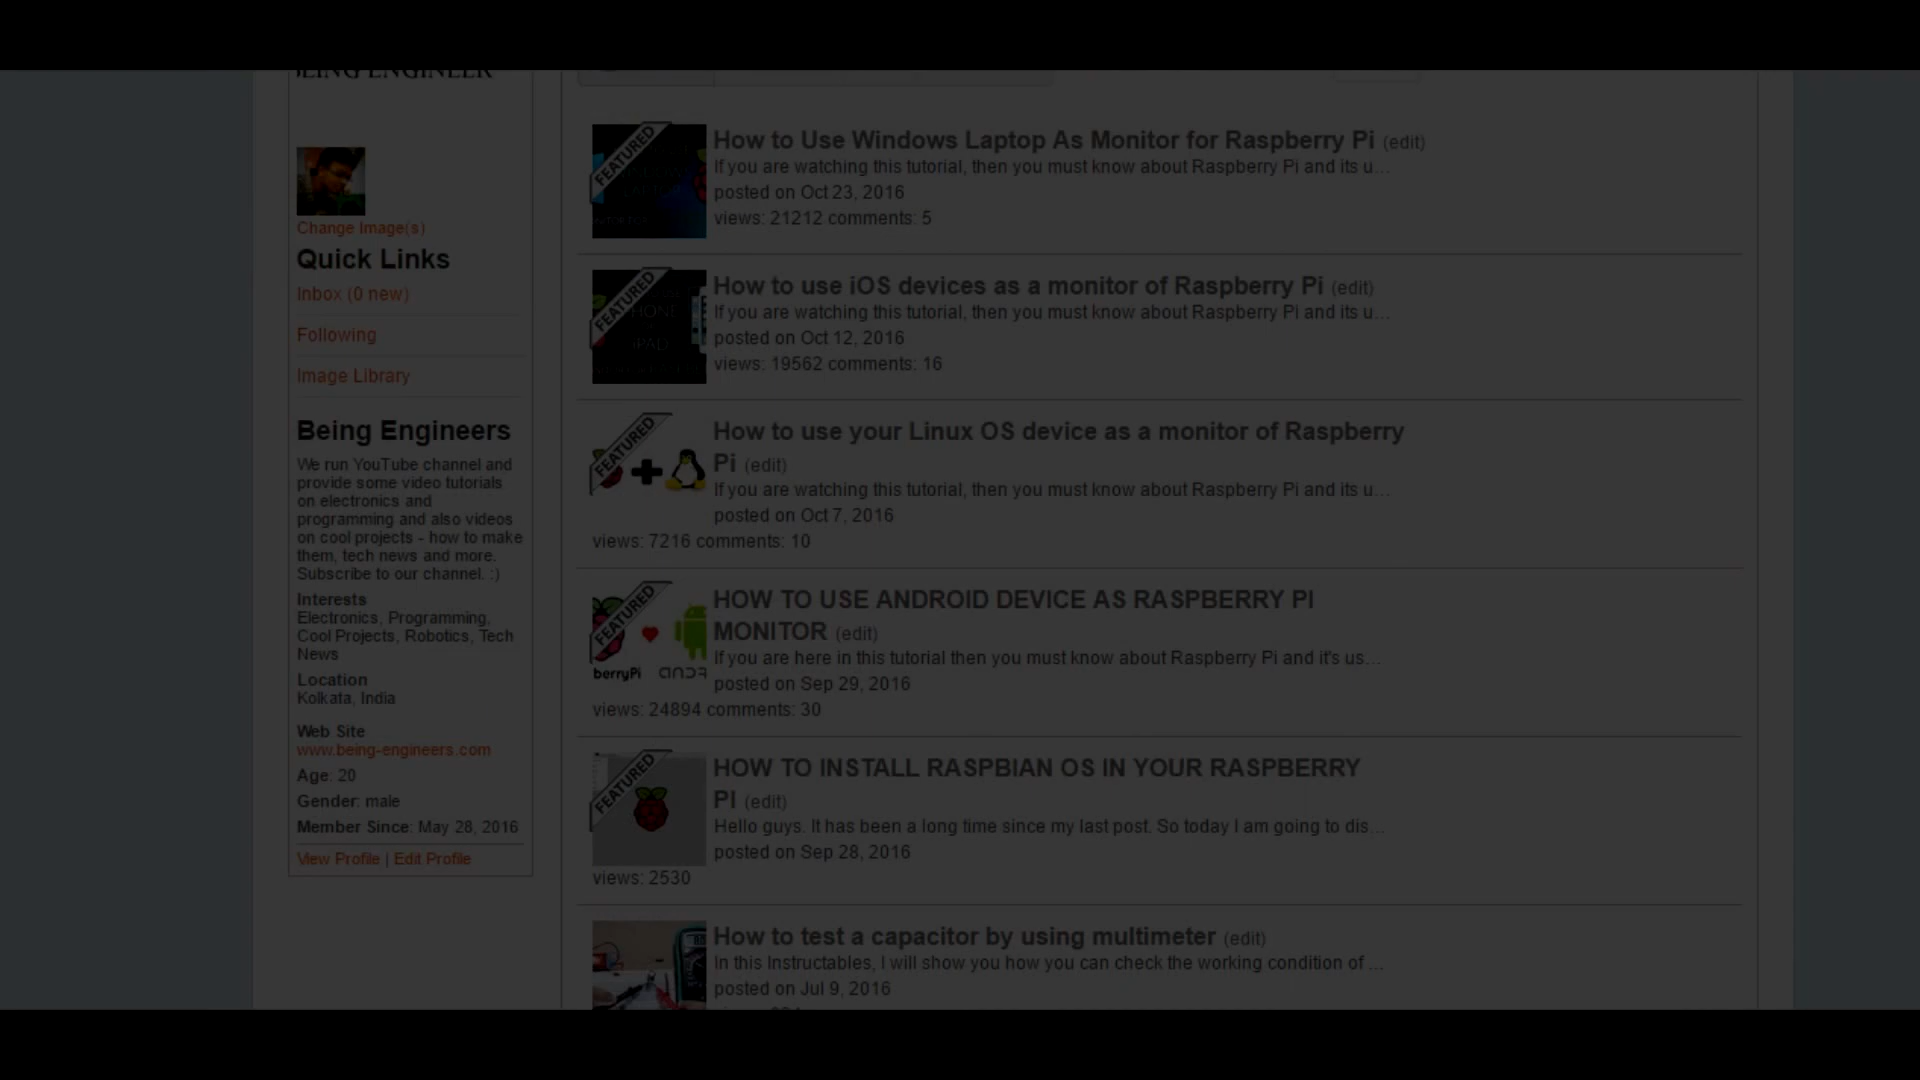 BEING ENGINEER
Change Image(s)
Quick Links
Inbox (0 new)
Following
Image Library
Being Engineers
We run YouTube channel and
provide some video tutorials
on electronics and
programming and also videos
on cool projects - how to make
them, tech news and more.
Subscribe to our channel. :)
Interests
Electronics, Programming,
Cool Projects, Robotics, Tech
News
Location
Kolkata, India
Web Site
www.being-engineers.com
Age: 20
Gender: male
Member Since: May 28, 2016
View Profile | Edit Profile
FEATURED
How to Use Windows Laptop As Monitor for Raspberry Pi (edit)
If you are watching this tutorial, then you must know about Raspberry Pi and its u...
posted on Oct 23, 2016
views: 21212 comments: 5
FEATURED
IPAD
How to use iOS devices as a monitor of Raspberry Pi (edit)
If you are watching this tutorial, then you must know about Raspberry Pi and its u...
posted on Oct 12, 2016
views: 19562 comments: 16
FEATURED
How to use your Linux OS device as a monitor of Raspberry
Pi (edit)
If you are watching this tutorial, then you must know about Raspberry Pi and its u...
posted on Oct 7, 2016
views: 7216 comments: 10
FEATURED
berryPi ANDR
HOW TO USE ANDROID DEVICE AS RASPBERRY PI
MONITOR (edit)
If you are here in this tutorial then you must know about Raspberry Pi and it's us...
posted on Sep 29, 2016
views: 24894 comments: 30
FEATURED
HOW TO INSTALL RASPBIAN OS IN YOUR RASPBERRY
PI (edit)
Hello guys. It has been a long time since my last post. So today I am going to dis...
posted on Sep 28, 2016
views: 2530
How to test a capacitor by using multimeter (edit)
In this Instructables, I will show you how you can check the working condition of ...
posted on Jul 9, 2016